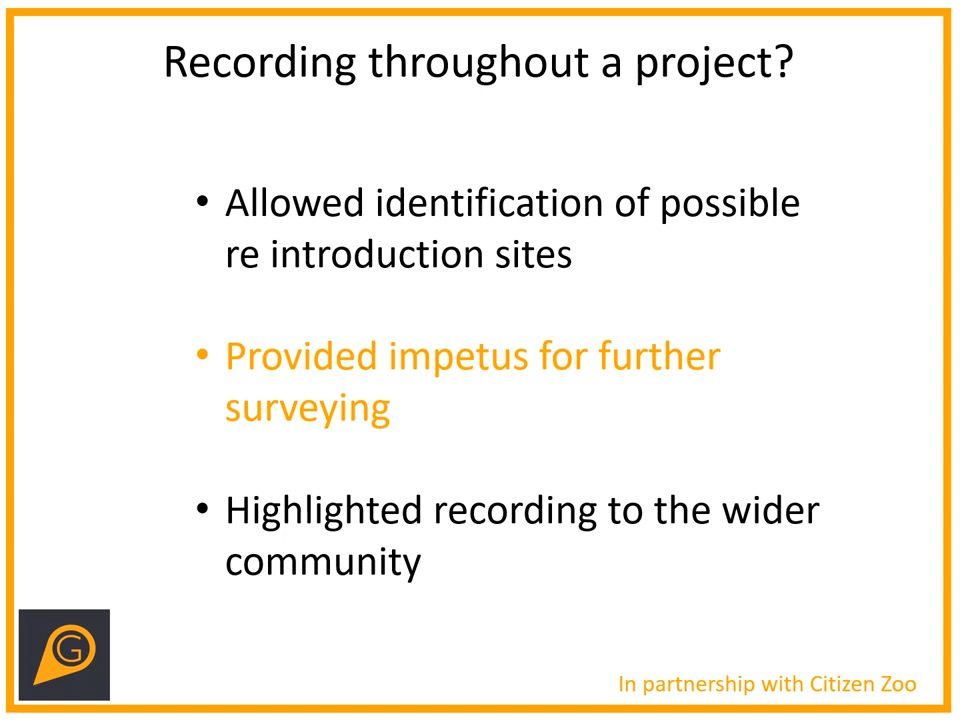 Recording throughout a project?
• Allowed identification of possible
re introduction sites
• Provided impetus for further
surveying
• Highlighted recording to the wider
community
G
In partnership with Citizen Zoo